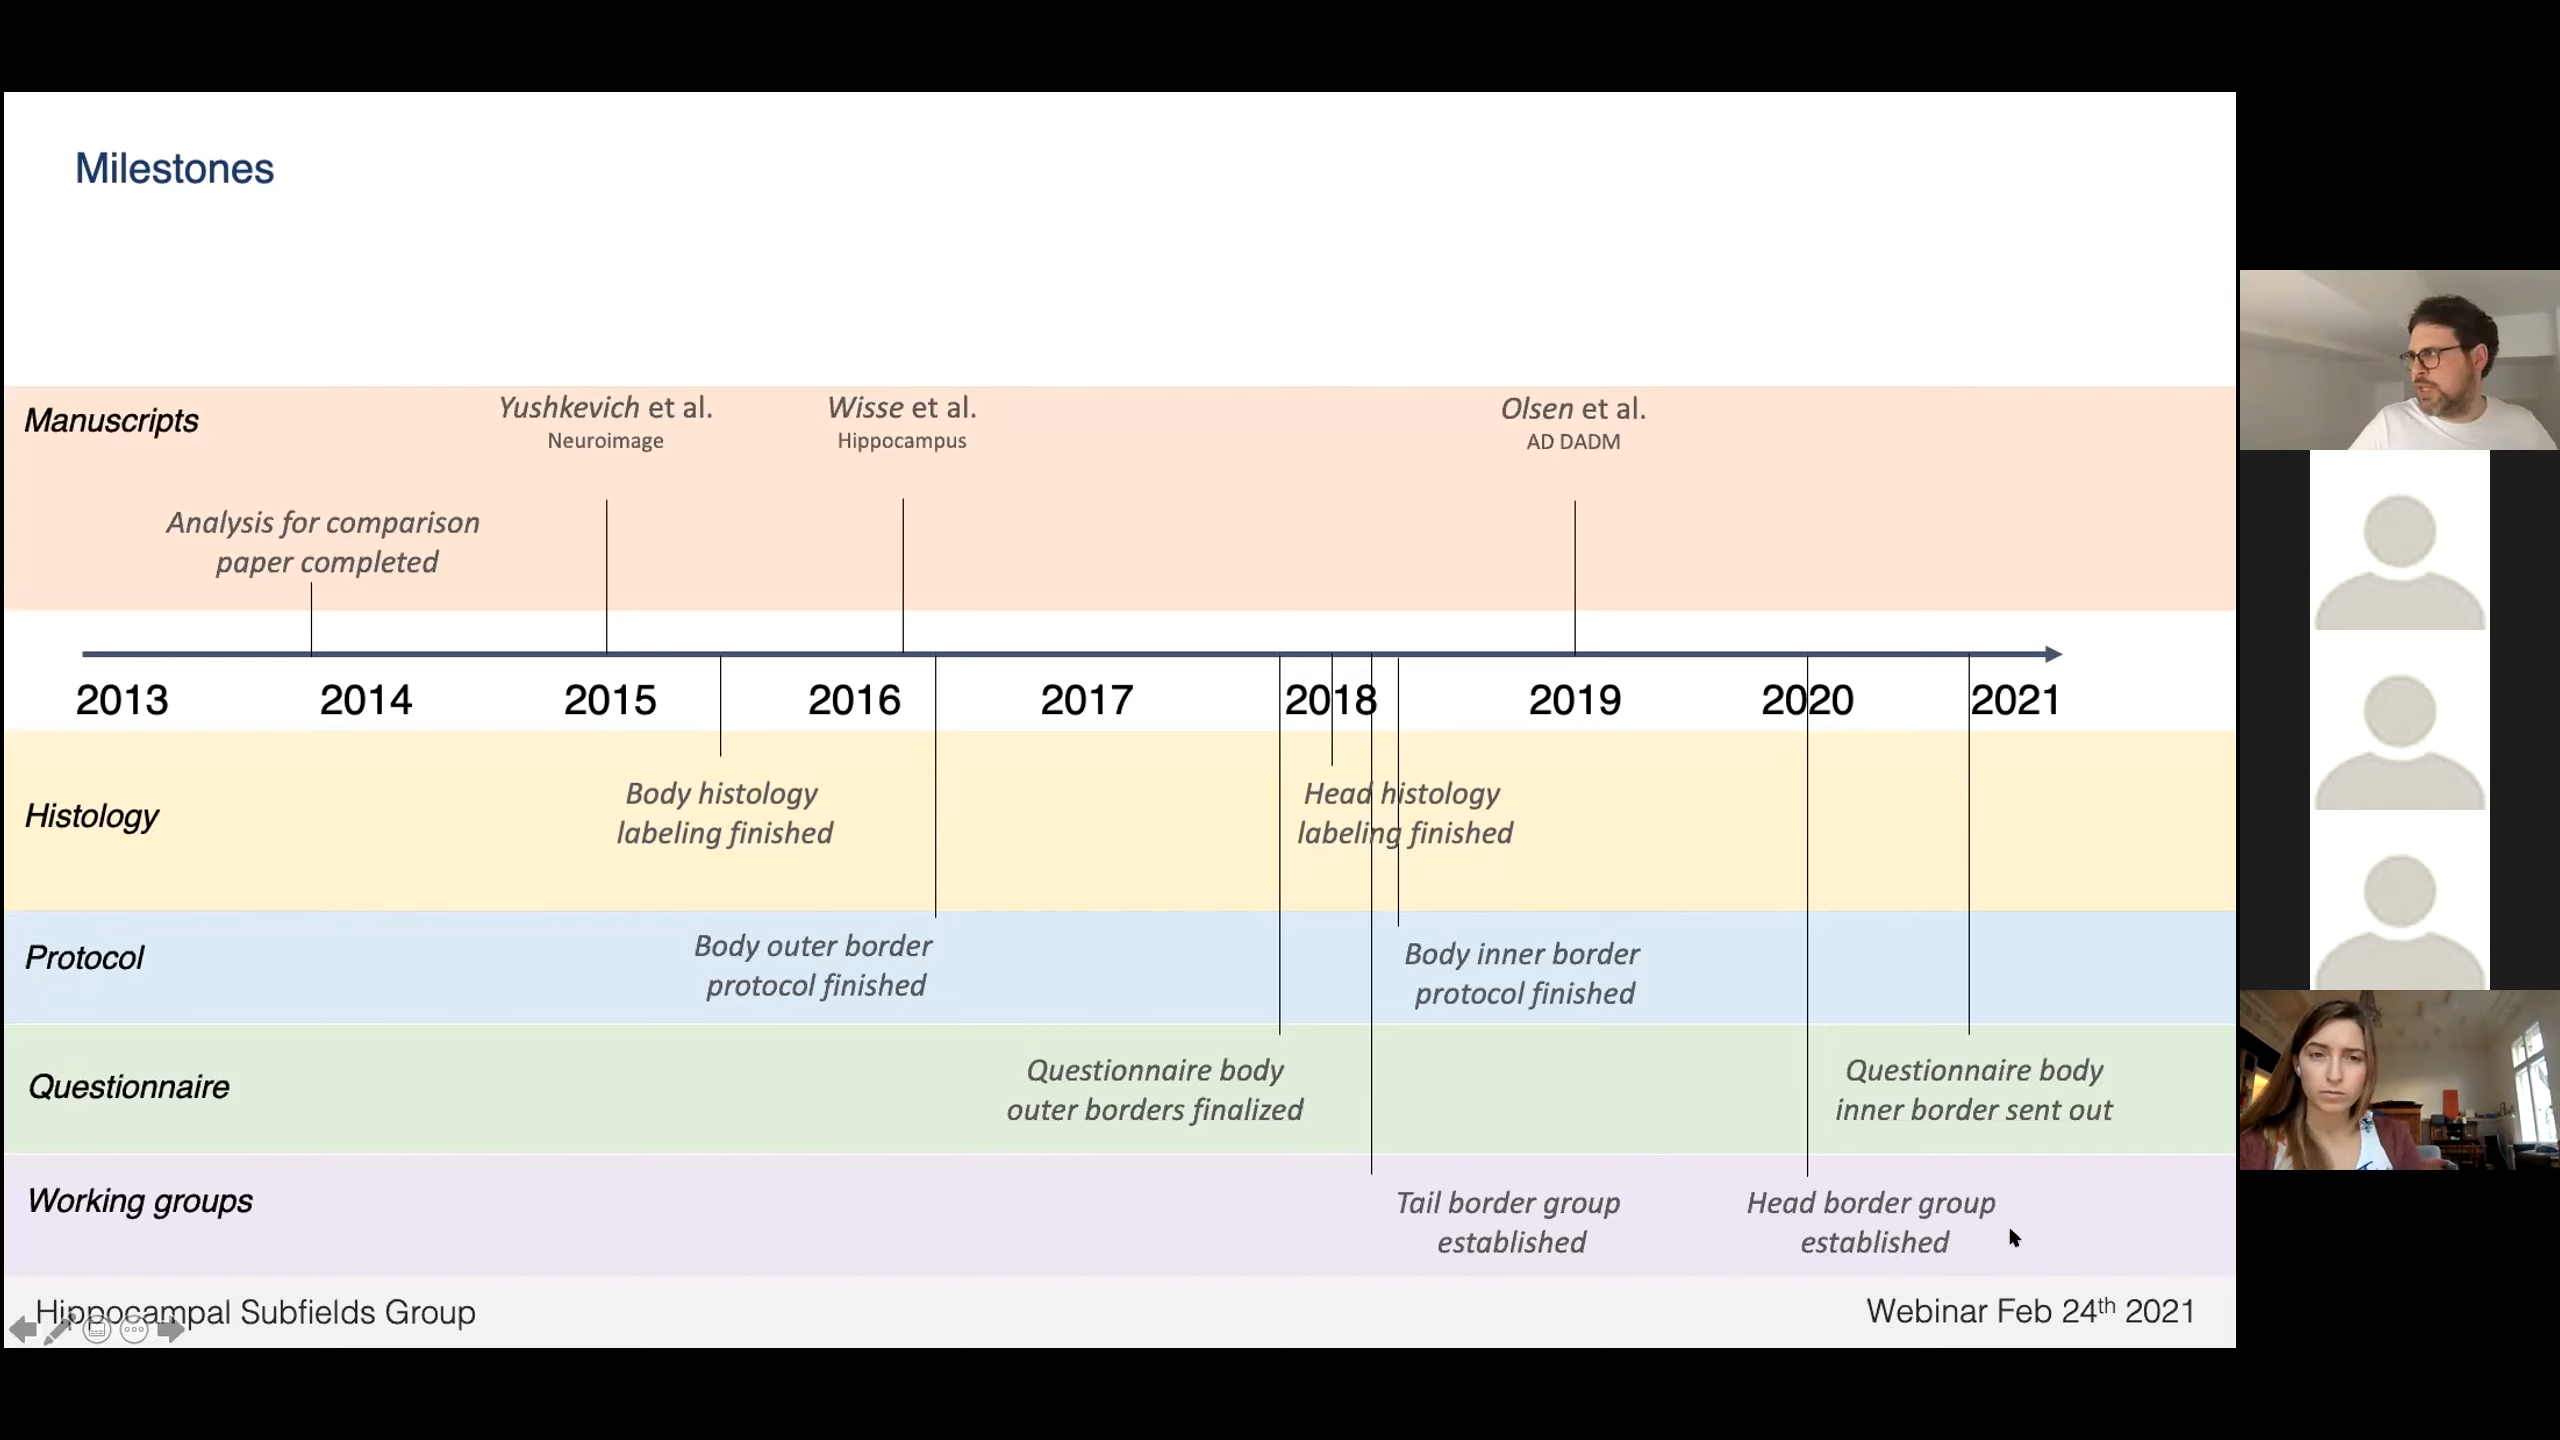 Milestones
Manuscripts
Yushkevich et al.
Neuroimage
Wisse et al.
Hippocampus
Olsen et al.
AD DADM
Analysis for comparison
paper completed
2013 2014 2015 2016 2017 2018 2019 2020 2021
Histology
Body histology
labeling finished
Head histology
labeling finished
Protocol
Body outer border
protocol finished
Body inner border
protocol finished
Questionnaire
Questionnaire body
outer borders finalized
Questionnaire body
inner border sent out
Working groups
Tail border group
established
Head border group
established
Hippocampal Subfields Group
Webinar Feb 24th 2021